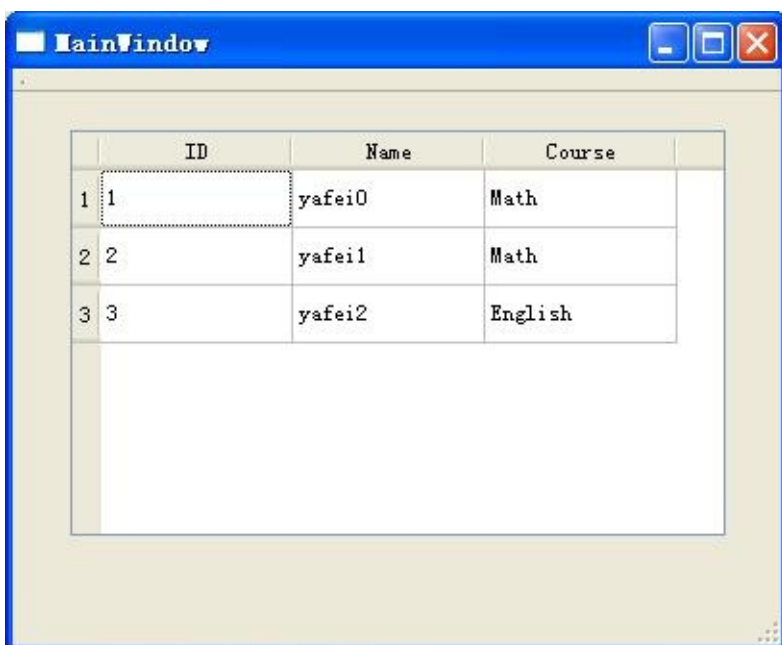 MainWindow
ID Name Course
1 1 yafei0 Math
2 2 yafei1 Math
3 3 yafei2 English